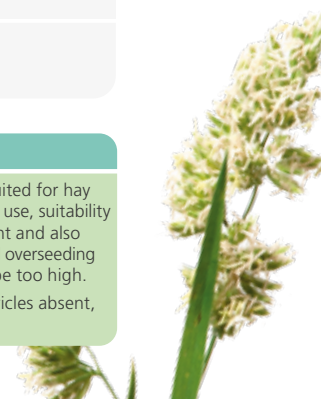 uited for hay
use, suitability
nt and also
overseeding
be too high.
icles absent,